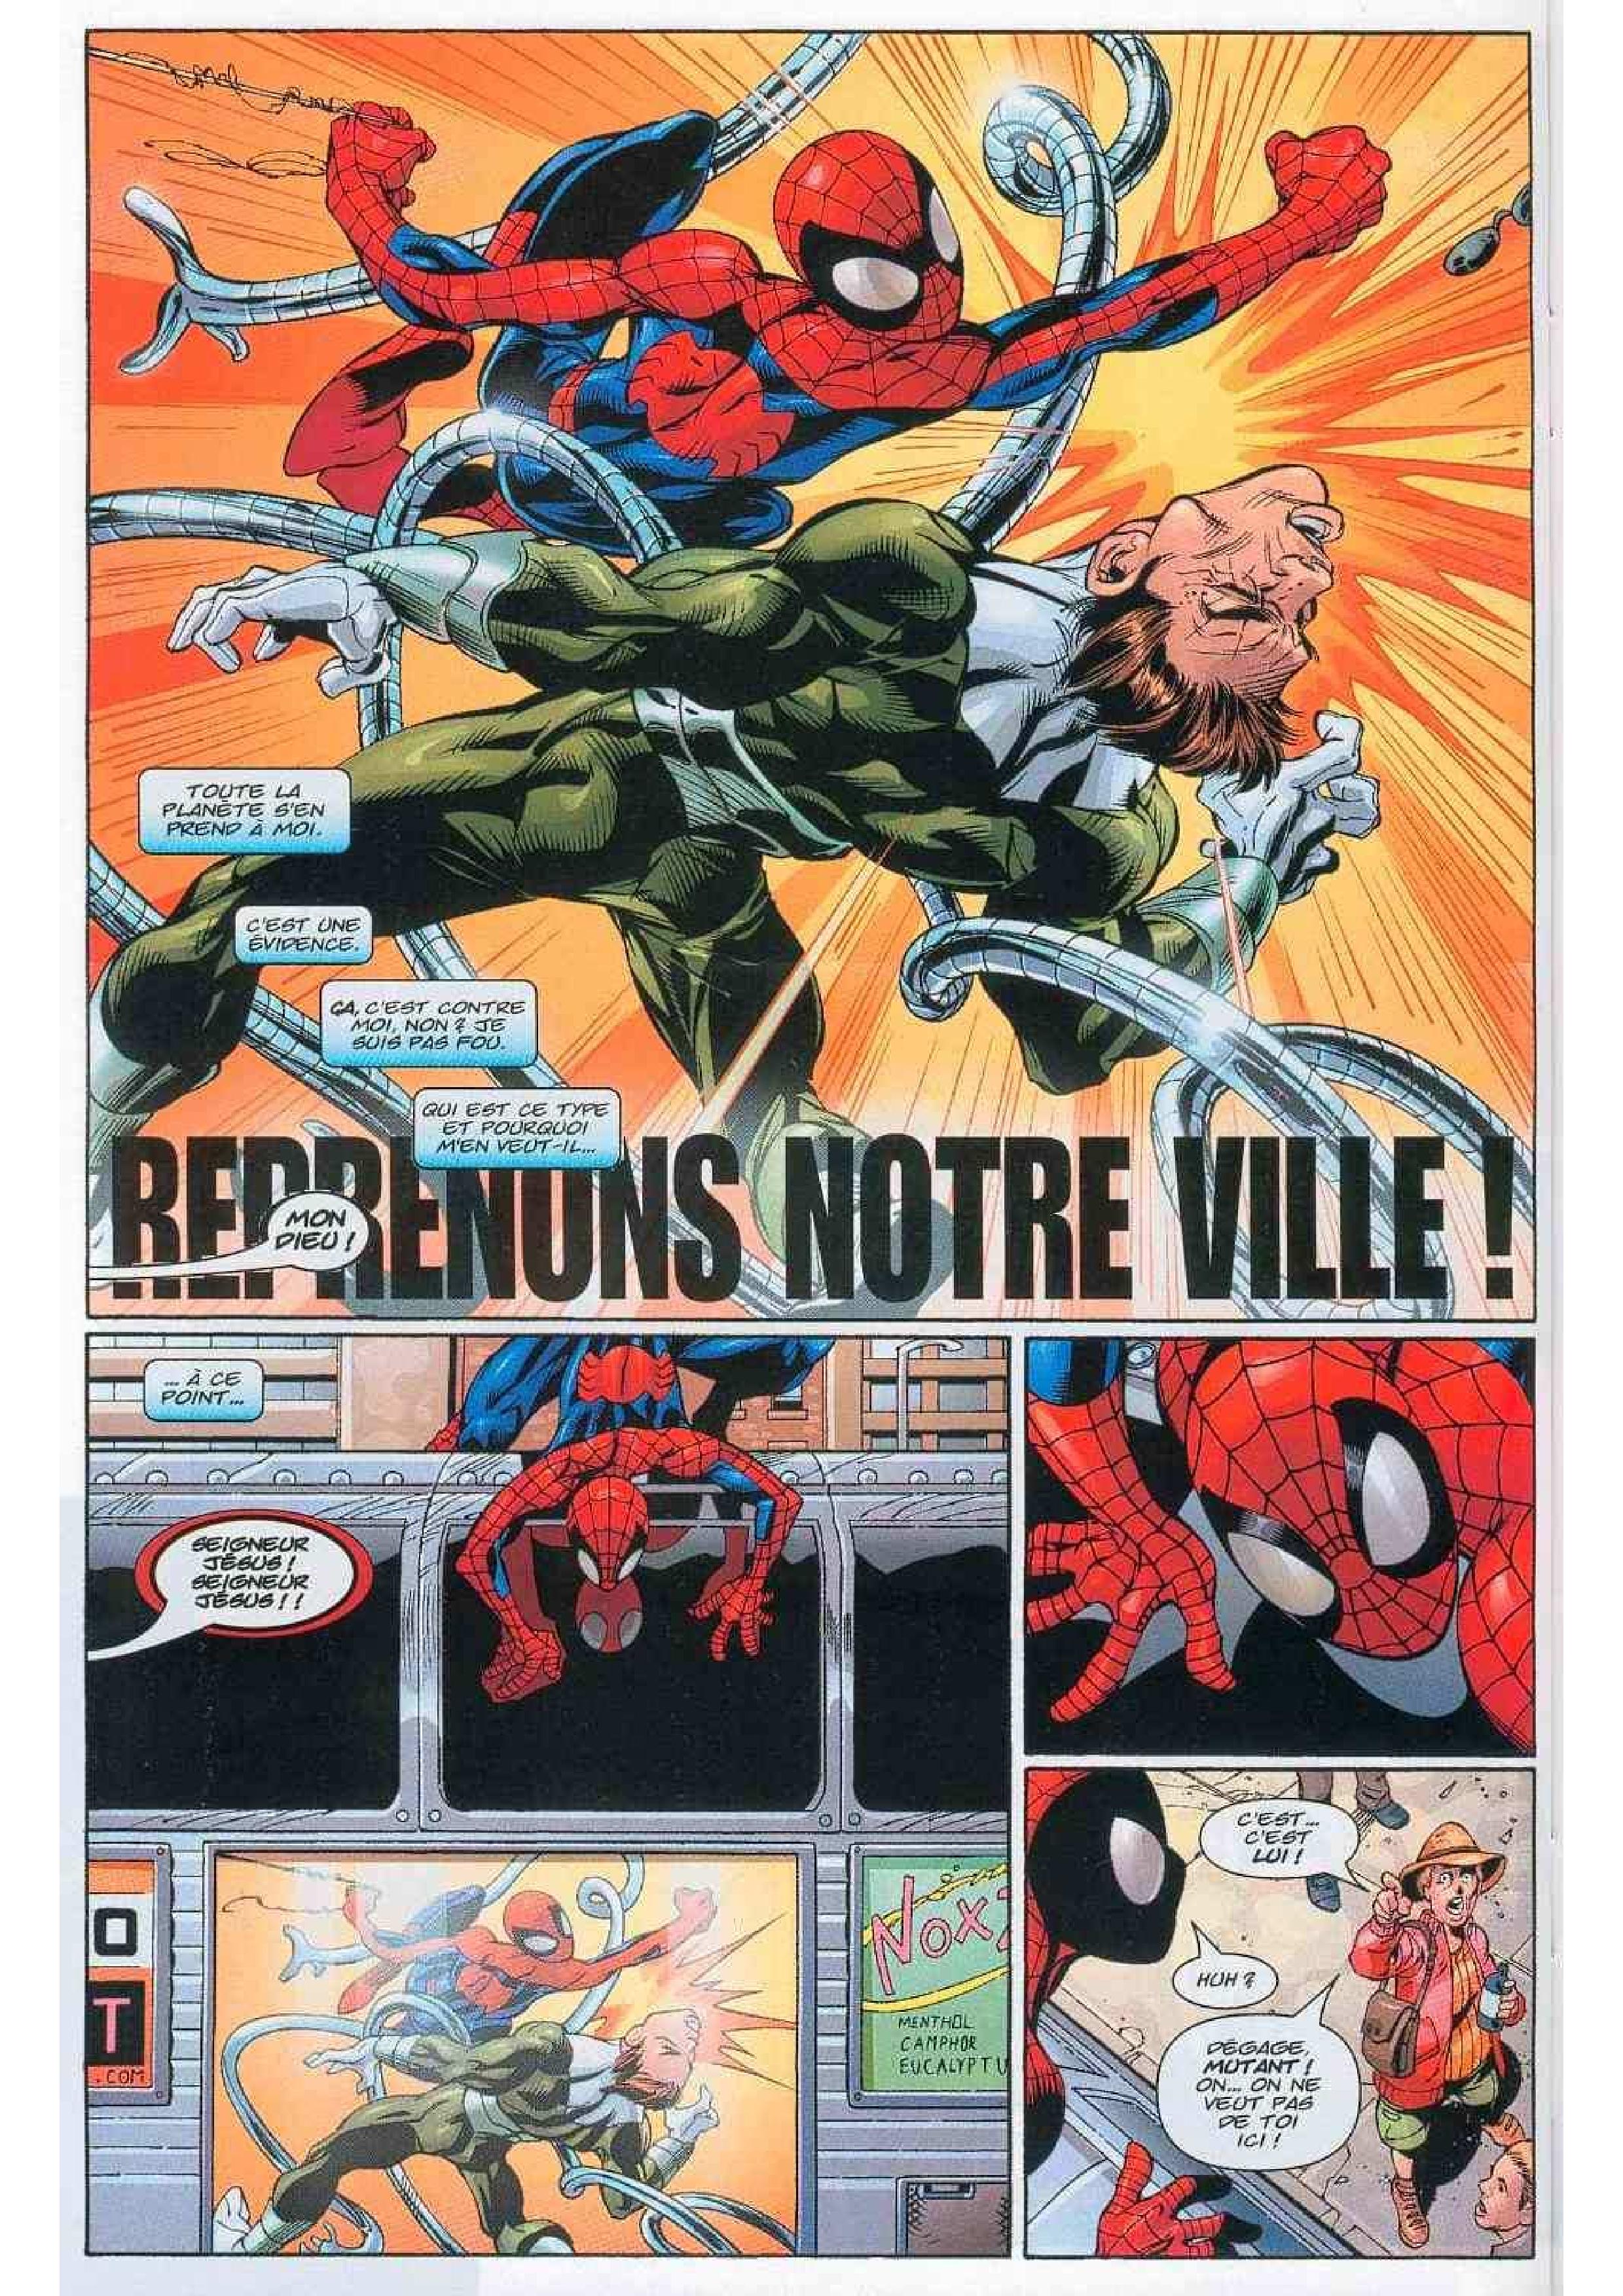 TOUTE LA
PLANÈTE S'EN
PREND À MOI.
C'EST UNE
ÉVIDENCE.
ÇA, C'EST CONTRE
MOI, NON ? JE
SUIS PAS FOU.
QUI EST CE TYPE
ET POURQUOI
M'EN VEUT-IL...
REPRENONS NOTRE VILLE !
MON
DIEU !
... À CE
POINT...
SEIGNEUR
JÉSUS !
SEIGNEUR
JÉSUS ! !
O
T
.COM
NOX
MENTHOL
CAMPHOR
EUCALYPTU
C'EST...
C'EST
LUI !
HUH ?
DÉGAGE,
MUTANT !
ON... ON NE
VEUT PAS
DE TOI
ICI !